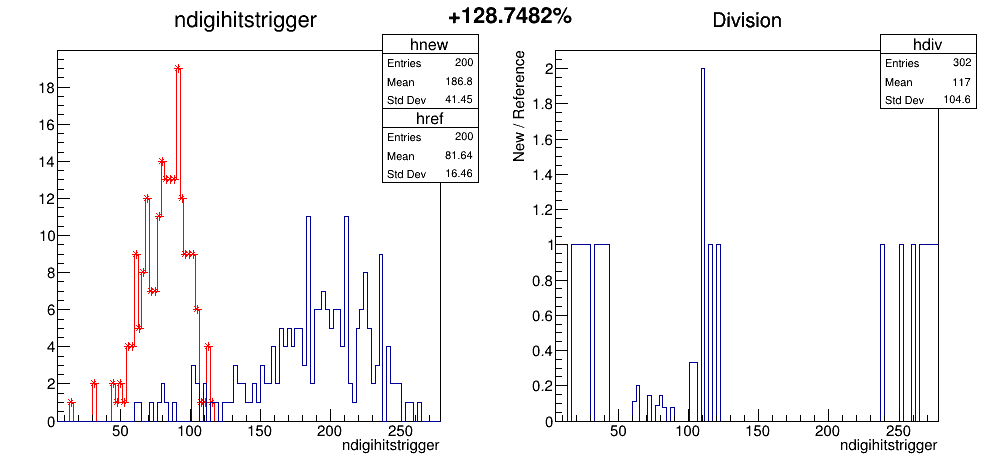 +128.7482%
ndigihitstrigger
hnew
Entries 200
Mean 186.8
Std Dev 41.45
href
Entries 200
Mean 81.64
Std Dev 16.46
18
16
14
12
10
8
6
4
2
0
50 100 150 200 250
ndigihitstrigger
Division
hdiv
Entries 302
Mean 117
Std Dev 104.6
New / Reference
2
1.8
1.6
1.4
1.2
1
0.8
0.6
0.4
0.2
0
50 100 150 200 250
ndigihitstrigger